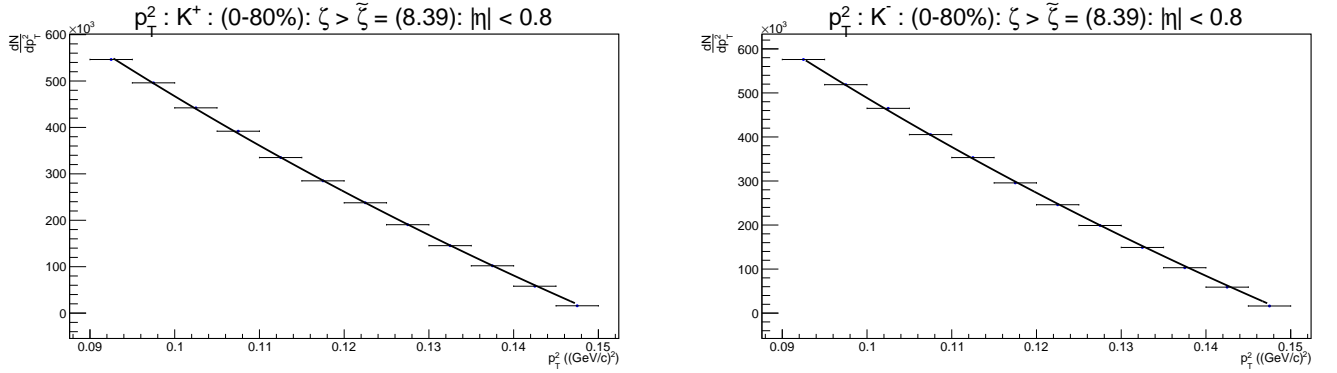 p_T^2 : K^+ : (0-80%): ζ > ζ̃ = (8.39): |η| < 0.8
dN/dp_T^2
×10^3
600
500
400
300
200
100
0
0.09 0.1 0.11 0.12 0.13 0.14 0.15
p_T^2 ((GeV/c)^2)
p_T^2 : K^- : (0-80%): ζ > ζ̃ = (8.39): |η| < 0.8
dN/dp_T^2
×10^3
600
500
400
300
200
100
0
0.09 0.1 0.11 0.12 0.13 0.14 0.15
p_T^2 ((GeV/c)^2)